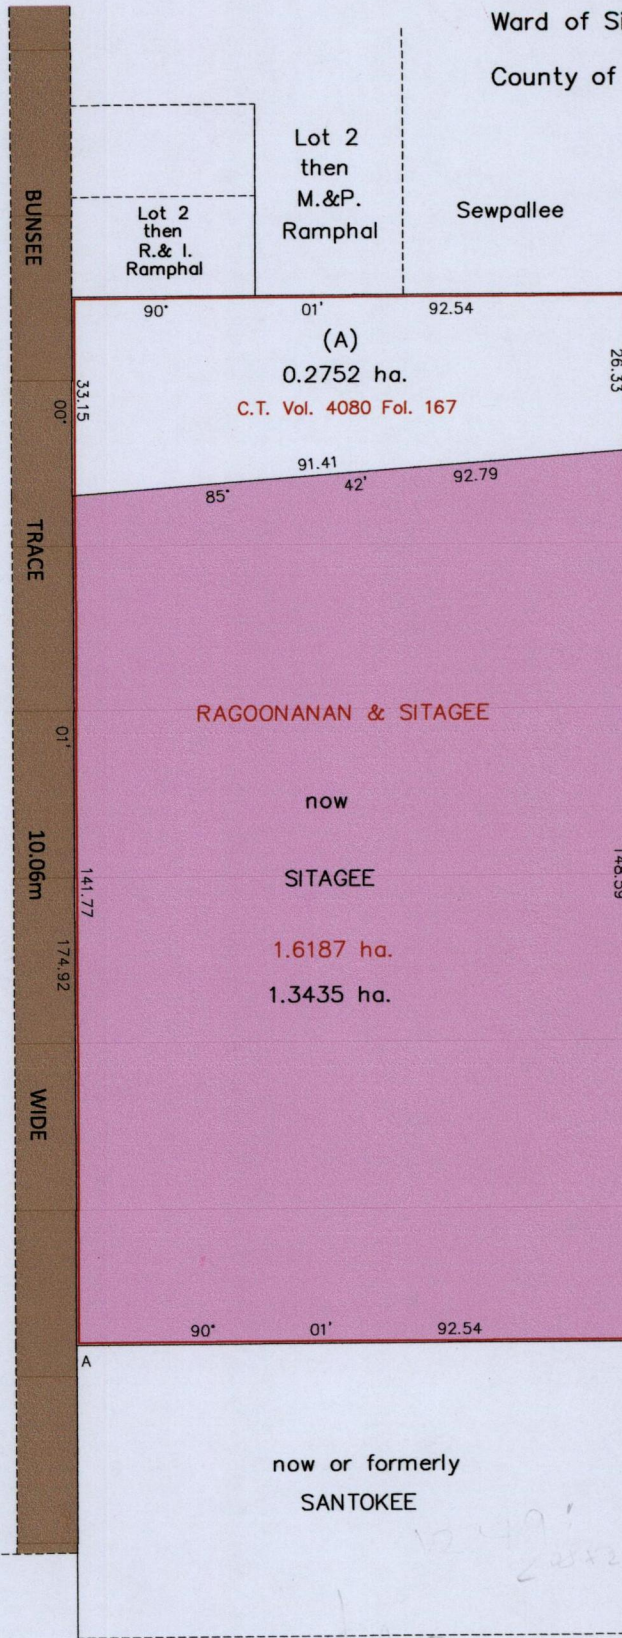 Ward of Si
County of
Lot 2
then
M.&P.
Ramphal
Sewpallee
Lot 2
then
R.& I.
Ramphal
BUNSEE
TRACE
10.06m
WIDE
90° 01' 92.54
(A)
0.2752 ha.
C.T. Vol. 4080 Fol. 167
33.15
26.33
00°
91.41
85° 42' 92.79
RAGOONANAN & SITAGEE
01'
now
SITAGEE
141.77
148.59
174.92
1.6187 ha.
1.3435 ha.
90° 01' 92.54
A
now or formerly
SANTOKEE